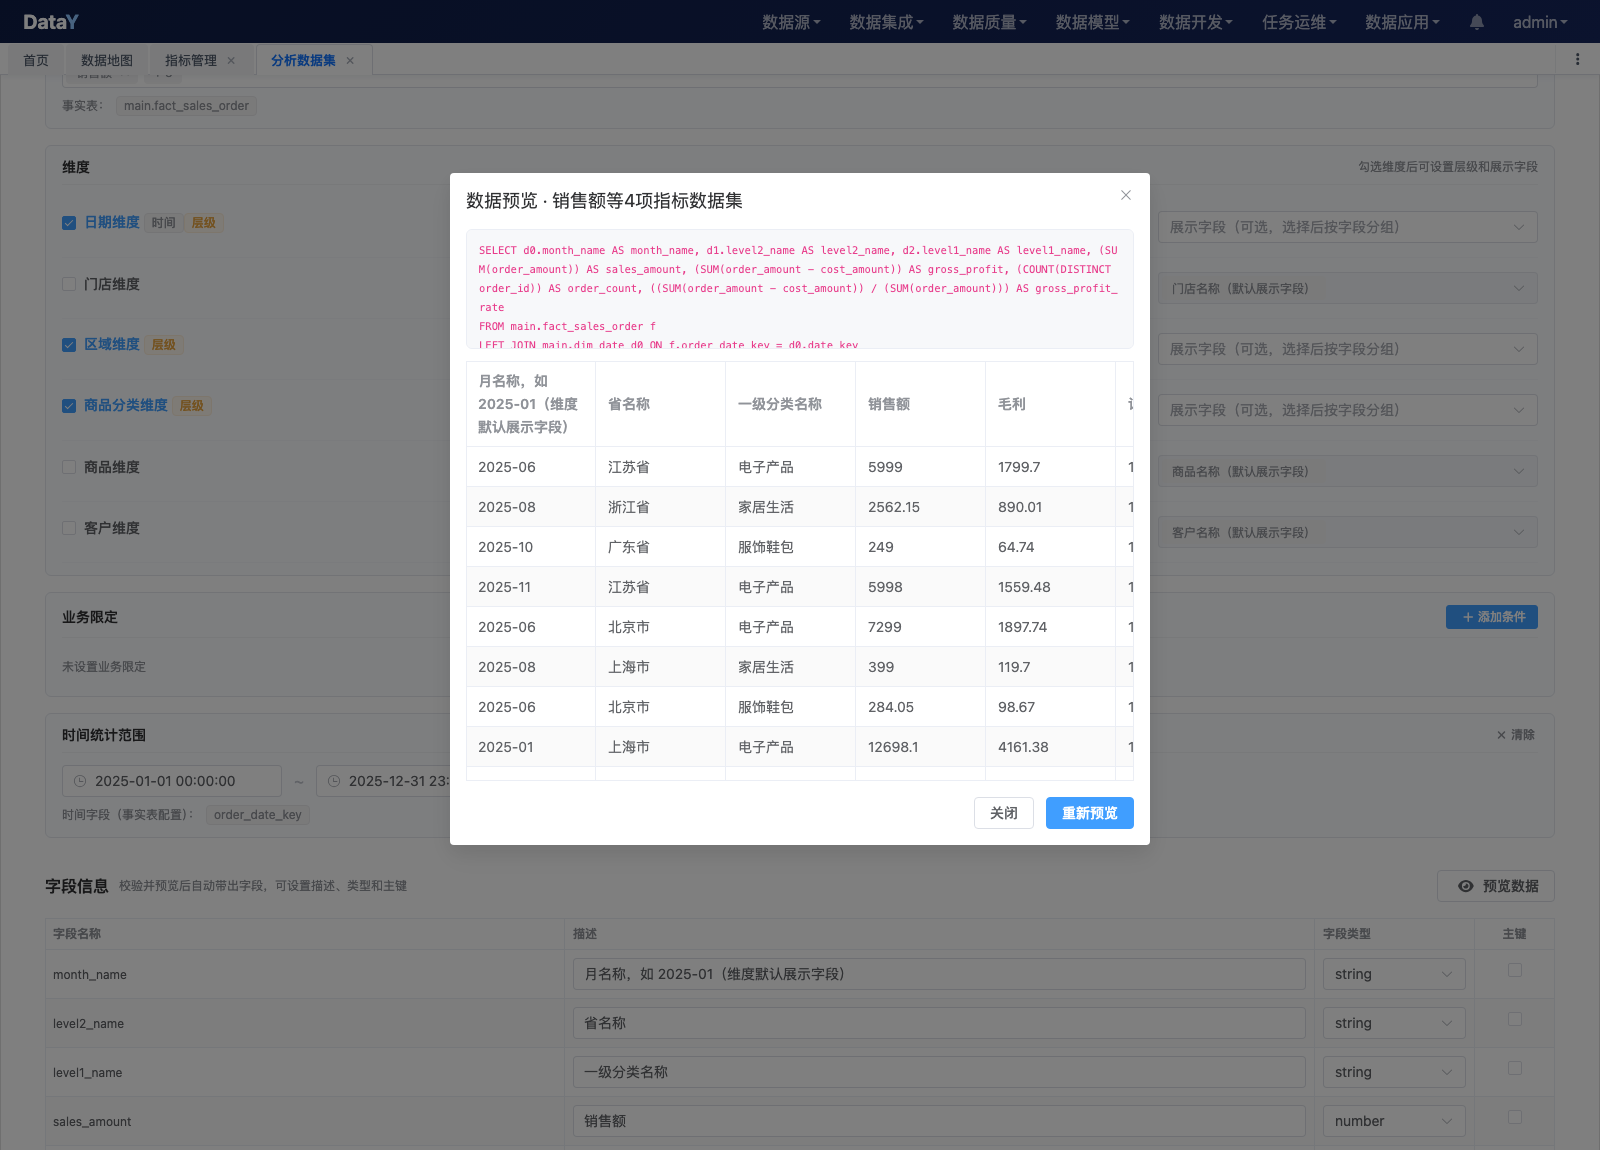 DataY
数据源
数据集成
数据质量
数据模型
数据开发
任务运维
数据应用
admin
首页
数据地图
指标管理
分析数据集
事实表：
main.fact_sales_order
维度
勾选维度后可设置层级和展示字段
日期维度
时间
层级
展示字段（可选，选择后按字段分组）
门店维度
门店名称（默认展示字段）
区域维度
层级
展示字段（可选，选择后按字段分组）
商品分类维度
层级
展示字段（可选，选择后按字段分组）
商品维度
商品名称（默认展示字段）
客户维度
客户名称（默认展示字段）
业务限定
添加条件
未设置业务限定
时间统计范围
清除
2025-01-01 00:00:00
~
2025-12-31 23:
时间字段（事实表配置）：
order_date_key
数据预览 · 销售额等4项指标数据集
SELECT d0.month_name AS month_name, d1.level2_name AS level2_name, d2.level1_name AS level1_name, (SU
M(order_amount)) AS sales_amount, (SUM(order_amount - cost_amount)) AS gross_profit, (COUNT(DISTINCT
order_id)) AS order_count, ((SUM(order_amount - cost_amount)) / (SUM(order_amount))) AS gross_profit_
rate
FROM main.fact_sales_order f
LEFT JOIN main.dim_date d0 ON f.order_date_key = d0.date_key
月名称，如
2025-01（维度
默认展示字段）
省名称
一级分类名称
销售额
毛利
2025-06 江苏省 电子产品 5999 1799.7 1
2025-08 浙江省 家居生活 2562.15 890.01 1
2025-10 广东省 服饰鞋包 249 64.74 1
2025-11 江苏省 电子产品 5998 1559.48 1
2025-06 北京市 电子产品 7299 1897.74 1
2025-08 上海市 家居生活 399 119.7 1
2025-06 北京市 服饰鞋包 284.05 98.67 1
2025-01 上海市 电子产品 12698.1 4161.38 1
关闭
重新预览
字段信息
校验并预览后自动带出字段，可设置描述、类型和主键
预览数据
字段名称 描述 字段类型 主键
month_name 月名称，如 2025-01（维度默认展示字段） string
level2_name 省名称 string
level1_name 一级分类名称 string
sales_amount 销售额 number